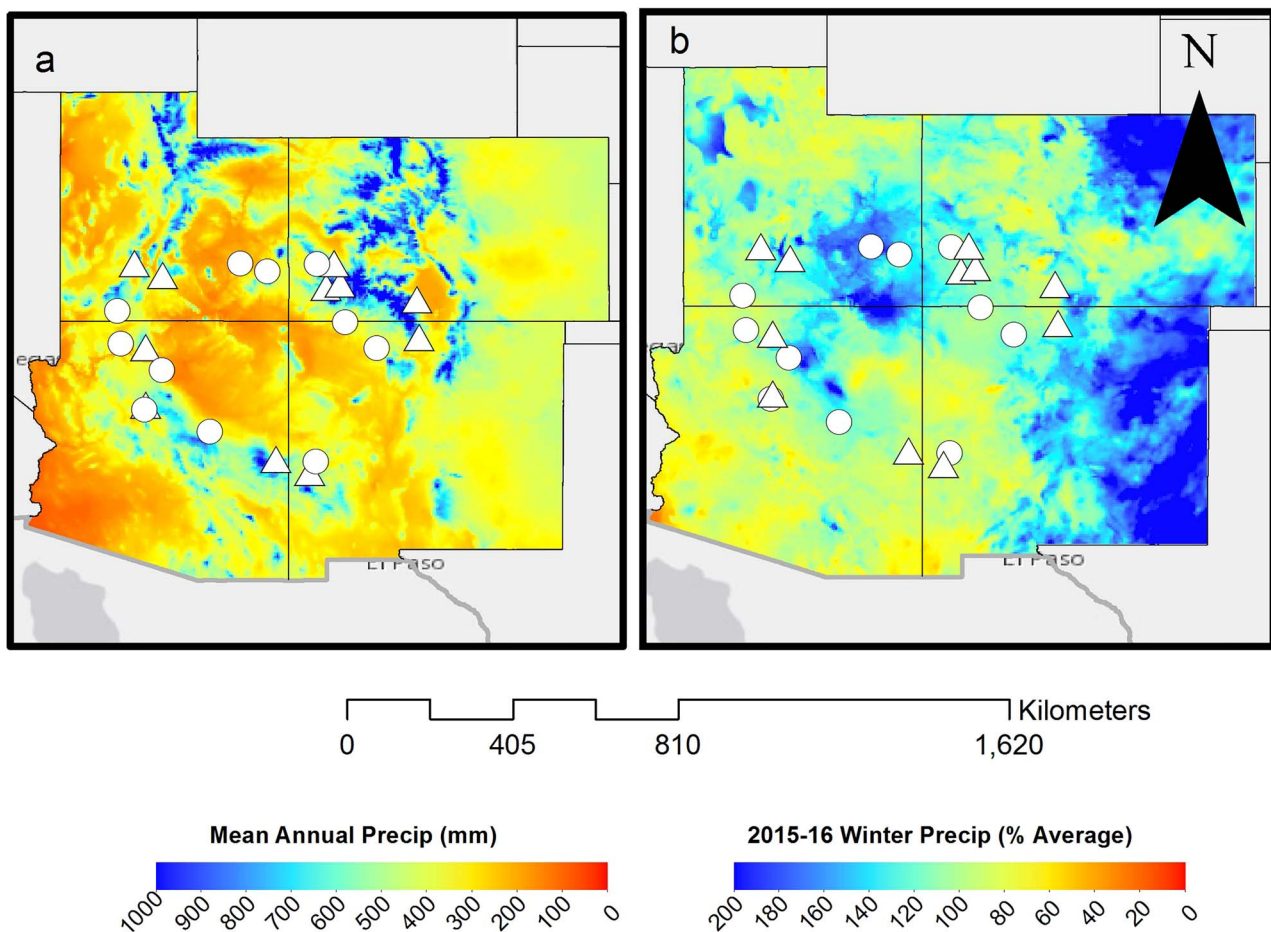 a
b
N
El Paso
El Paso
Kilometers
0 405 810 1,620
Mean Annual Precip (mm)
1000 900 800 700 600 500 400 300 200 100 0
2015-16 Winter Precip (% Average)
200 180 160 140 120 100 80 60 40 20 0